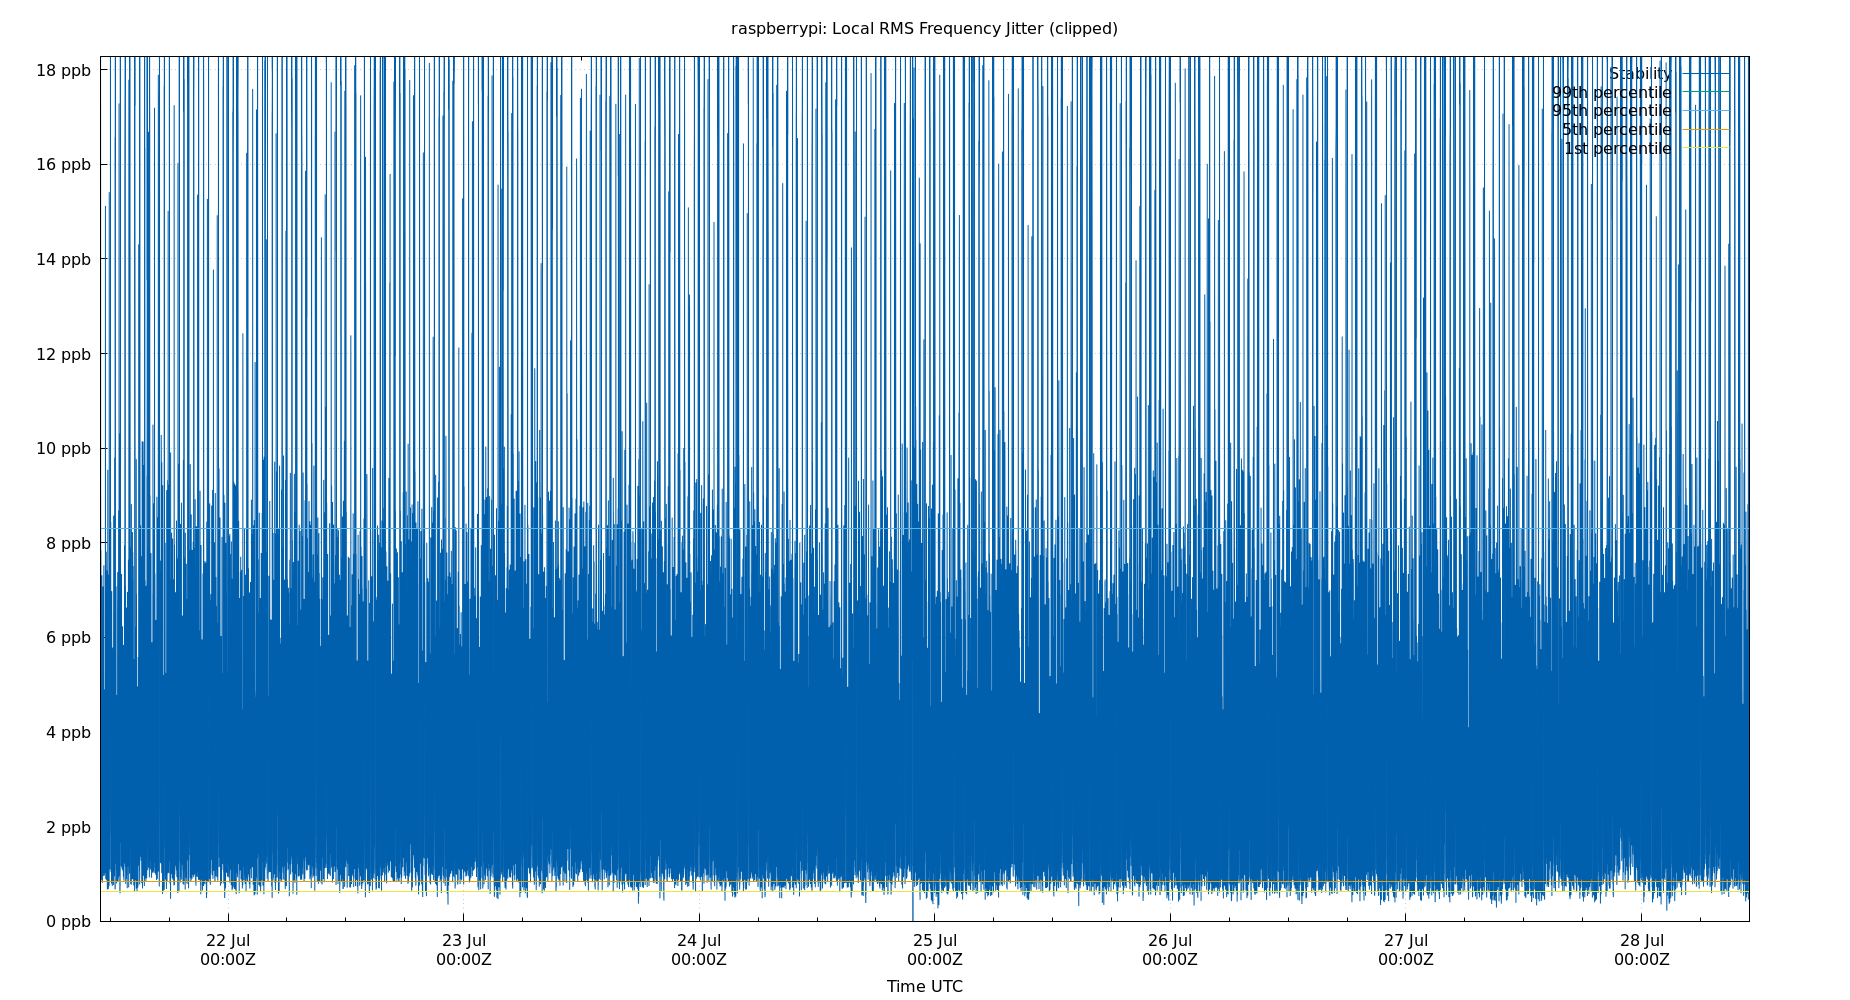 raspberrypi: Local RMS Frequency Jitter (clipped)
18 ppb
16 ppb
14 ppb
12 ppb
10 ppb
8 ppb
6 ppb
4 ppb
2 ppb
0 ppb
Stability
99th percentile
95th percentile
5th percentile
1st percentile
22 Jul 23 Jul 24 Jul 25 Jul 26 Jul 27 Jul 28 Jul
00:00Z 00:00Z 00:00Z 00:00Z 00:00Z 00:00Z 00:00Z
Time UTC